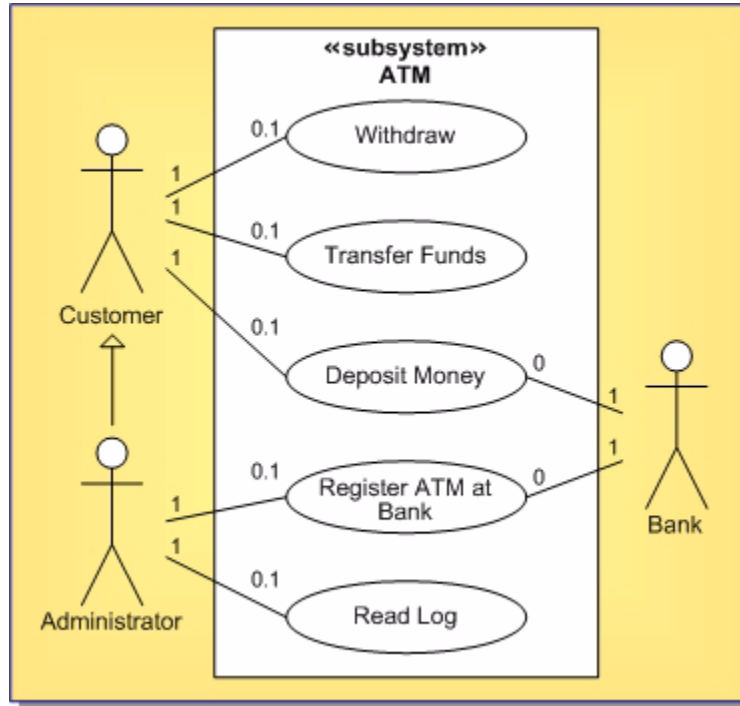 «subsystem»
ATM
0.1
Withdraw
1
1
0.1
Transfer Funds
1
Customer
0.1
Deposit Money
0
1
0.1
Register ATM at
Bank
0
1
1
Bank
1
0.1
Read Log
Administrator